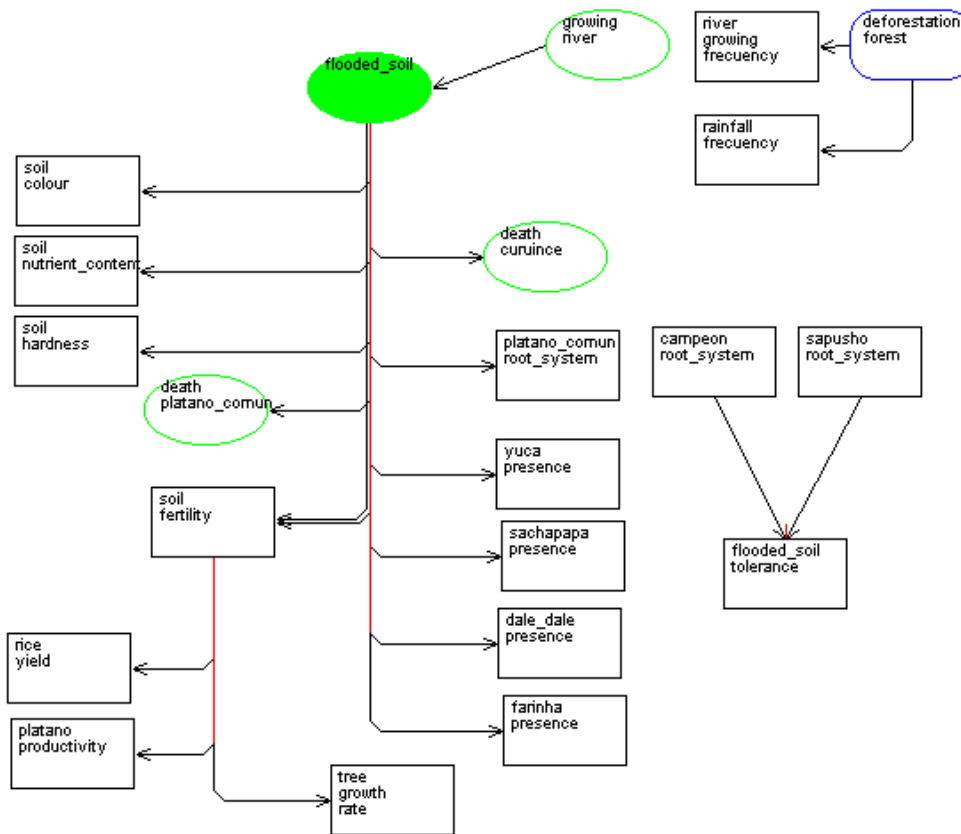 growing
river
river
growing
frecuency
deforestation
forest
flooded_soil
rainfall
frecuency
soil
colour
death
curuince
soil
nutrient_content
soil
hardness
platano_comun
root_system
campeon
root_system
sapusho
root_system
death
platano_comun
yuca
presence
soil
fertility
sachapapa
presence
flooded_soil
tolerance
dale_dale
presence
rice
yield
farinha
presence
platano
productivity
tree
growth
rate